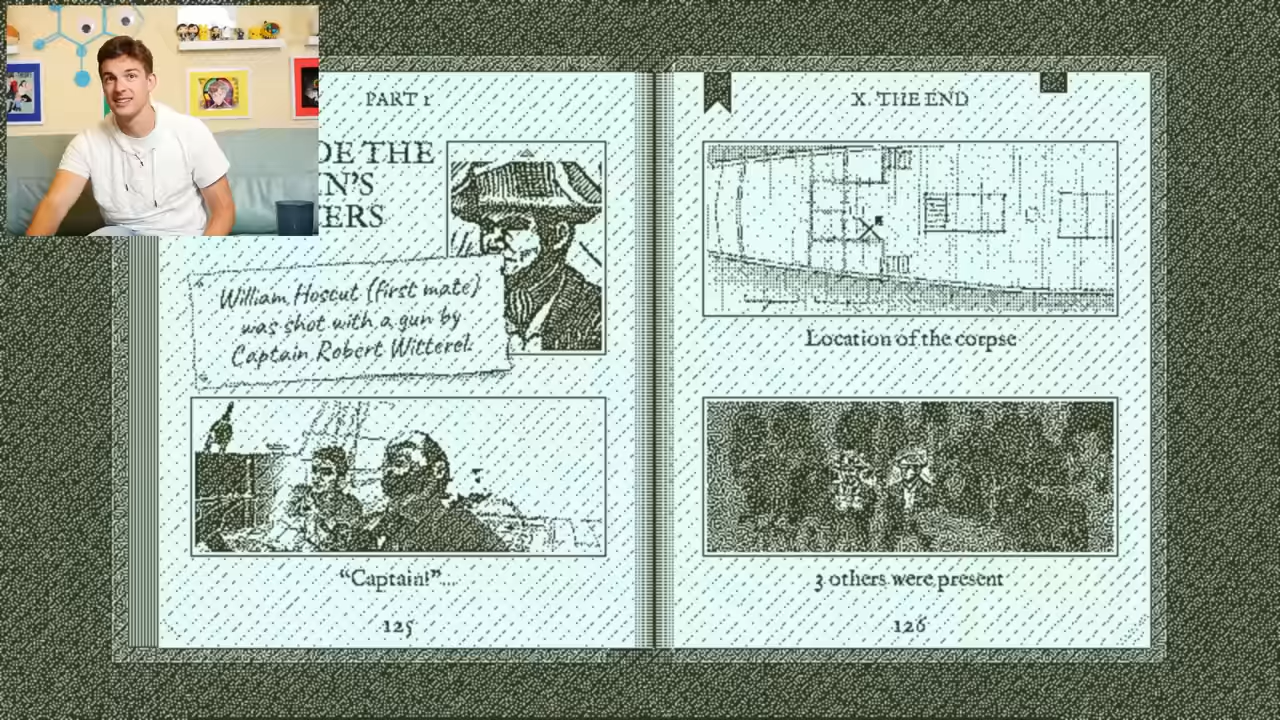 PART 1
DE THE
N'S
ERS
William Hoscut (first mate)
was shot with a gun by
Captain Robert Witterel.
"Captain!"...
125
X. THE END
Location of the corpse
3 others were present
126